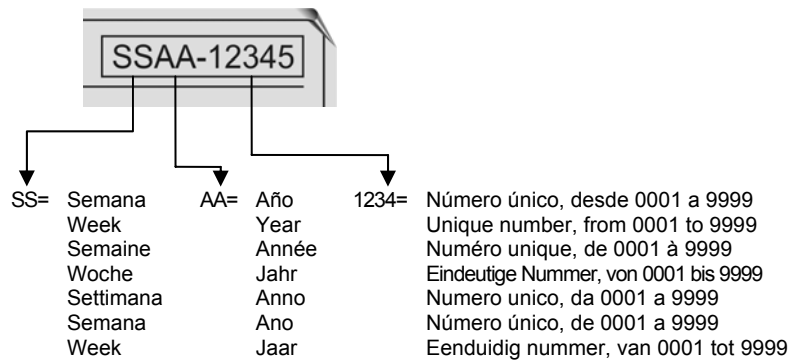 SSAA-12345
SS= Semana AA= Año 1234= Número único, desde 0001 a 9999
Week Year Unique number, from 0001 to 9999
Semaine Année Numéro unique, de 0001 à 9999
Woche Jahr Eindeutige Nummer, von 0001 bis 9999
Settimana Anno Numero unico, da 0001 a 9999
Semana Ano Número único, de 0001 a 9999
Week Jaar Eenduidig nummer, van 0001 tot 9999